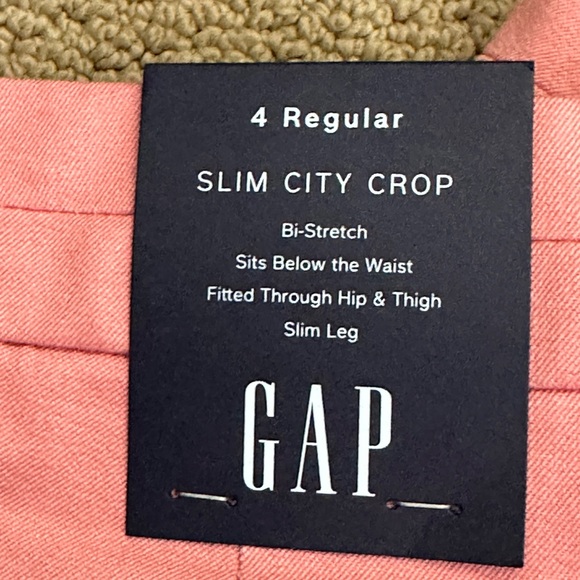 4 Regular
SLIM CITY CROP
Bi-Stretch
Sits Below the Waist
Fitted Through Hip & Thigh
Slim Leg
GAP